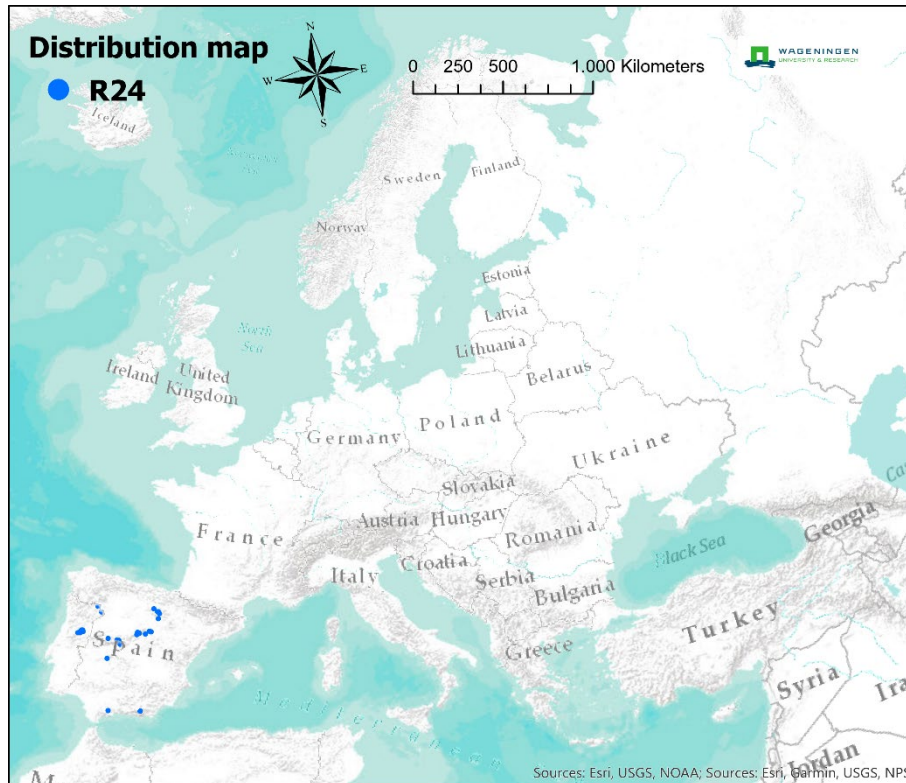 Distribution map
R24
N
W
E
S
0 250 500 1.000 Kilometers
WAGENINGEN
UNIVERSITY & RESEARCH
Iceland
Sweden
Finland
Norway
Estonia
North
Sea
Latvia
Lithuania
Ireland
United
Kingdom
Belarus
Poland
Germany
Ukraine
Slovakia
France
Austria
Hungary
Romania
Georgia
Italy
Croatia
Black Sea
Serbia
Bulgaria
Spain
Turkey
Greece
Syria
Jordan
Sources: Esri, USGS, NOAA; Sources: Esri, Garmin, USGS, NPS